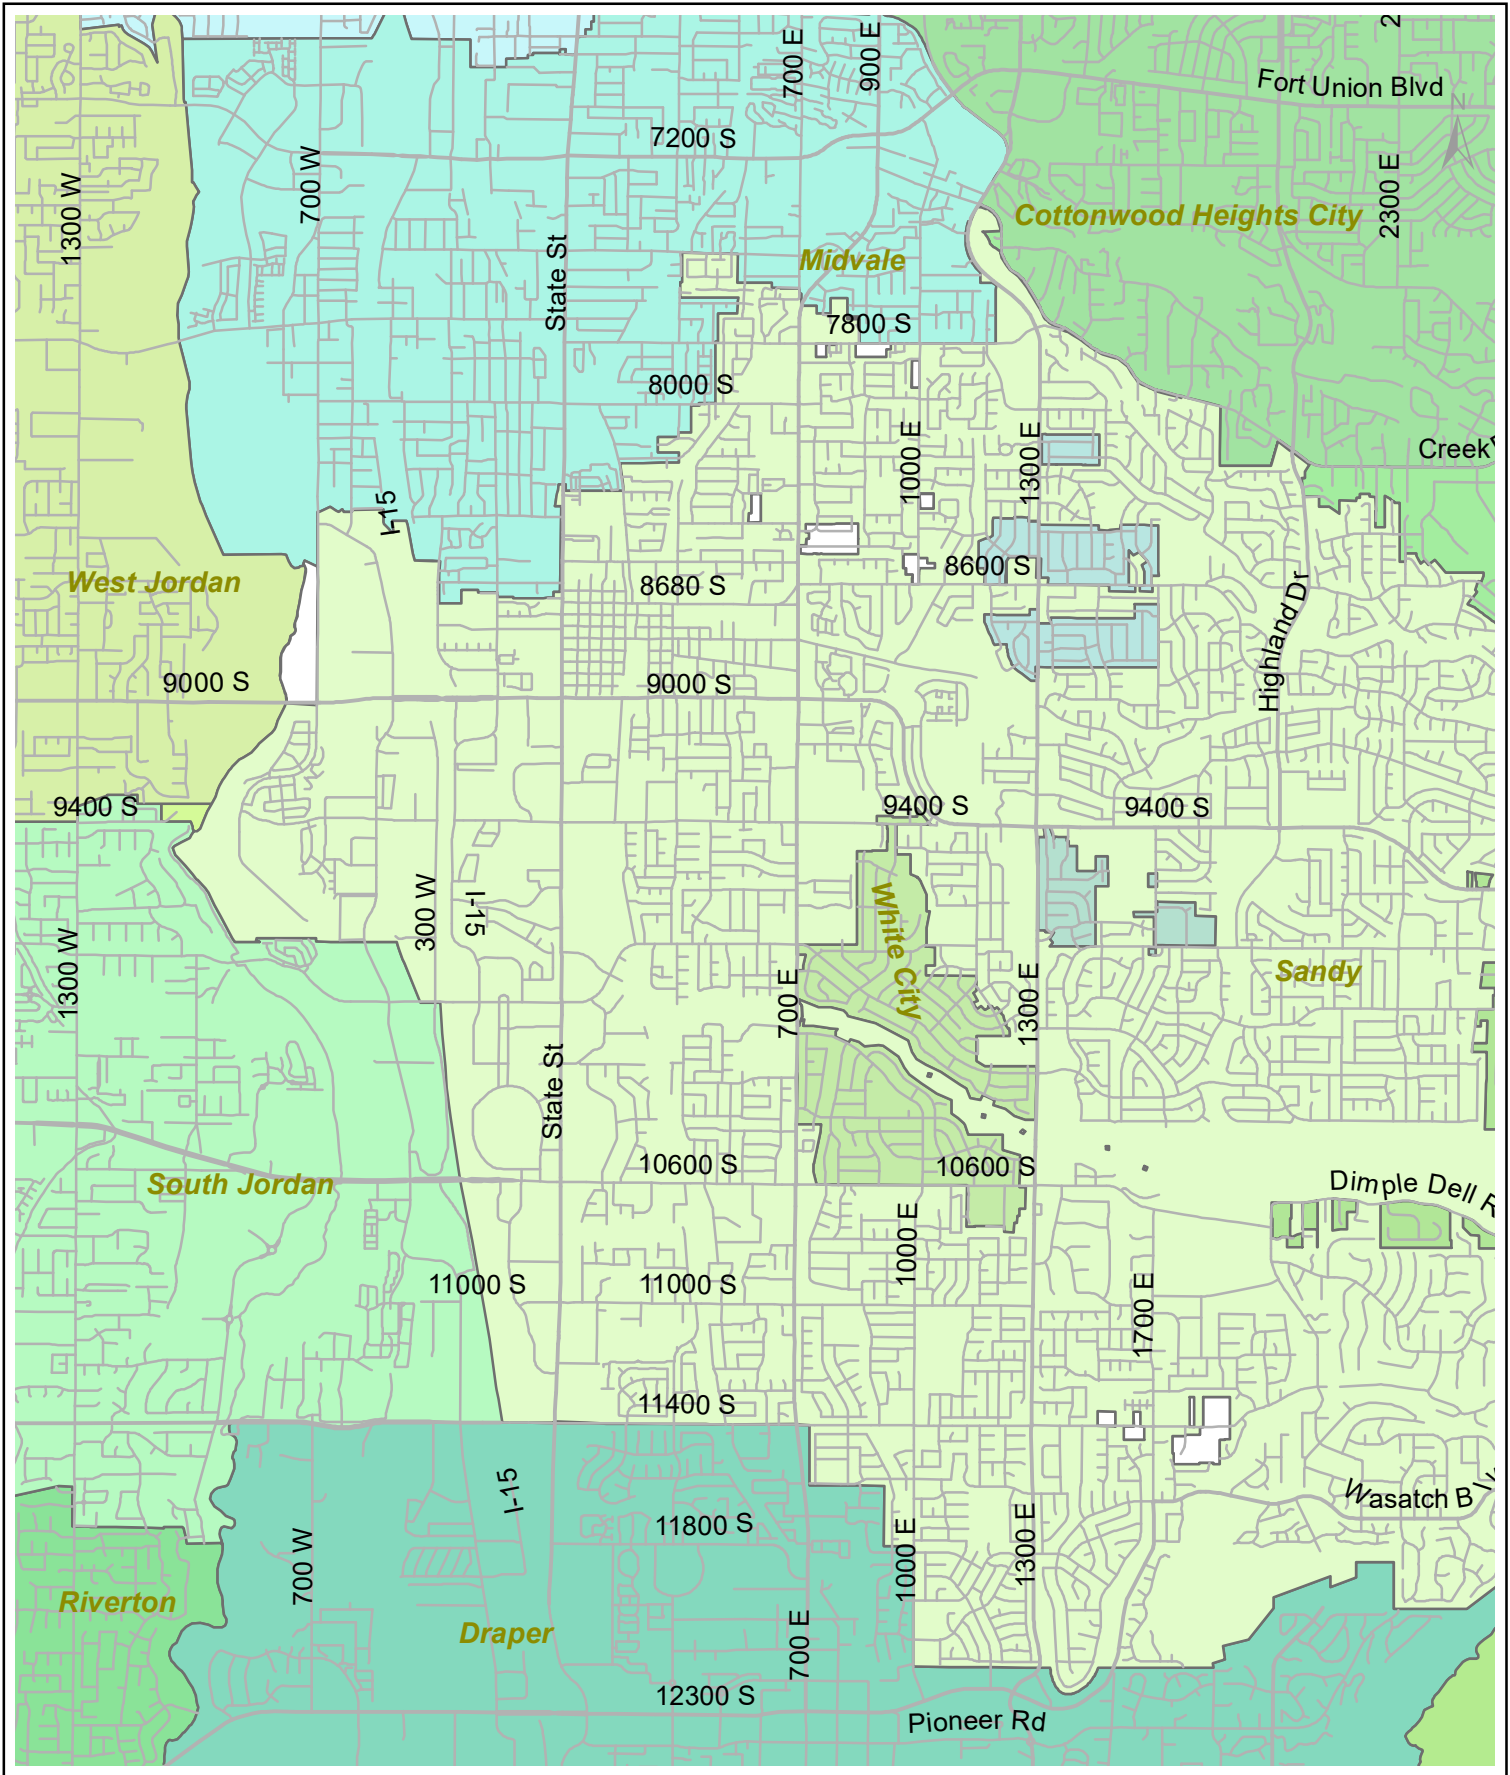 2
700 E
900 E
Fort Union Blvd
N
7200 S
700 W
1300 W
2300 E
Cottonwood Heights City
State St
Midvale
7800 S
8000 S
1000 E
1300 E
Creek
I-15
8600 S
West Jordan
8680 S
Highland Dr
9000 S
9000 S
9400 S
9400 S
9400 S
300 W
I-15
White City
1300 W
700 E
1300 E
Sandy
State St
10600 S
10600 S
South Jordan
Dimple Dell R
1000 E
11000 S
11000 S
1700 E
11400 S
I-15
Wasatch B
11800 S
700 W
1000 E
1300 E
Riverton
Draper
700 E
12300 S
Pioneer Rd